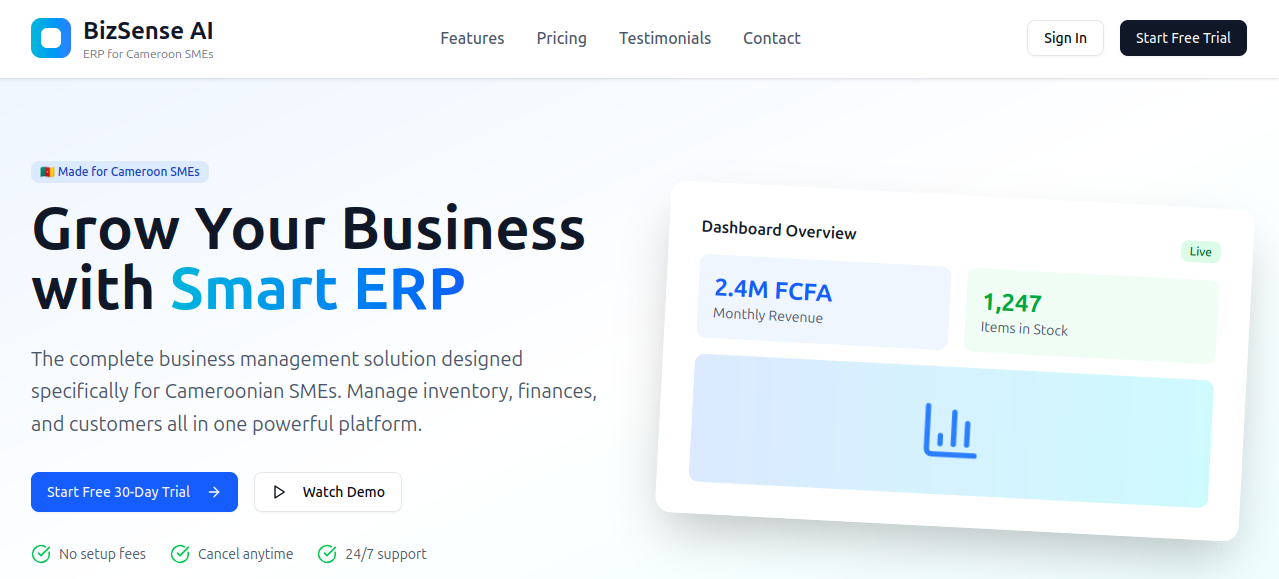 BizSense AI
ERP for Cameroon SMEs
Features
Pricing
Testimonials
Contact
Sign In
Start Free Trial
🇨🇲 Made for Cameroon SMEs
Grow Your Business
with Smart ERP
The complete business management solution designed
specifically for Cameroonian SMEs. Manage inventory, finances,
and customers all in one powerful platform.
Start Free 30-Day Trial
Watch Demo
No setup fees
Cancel anytime
24/7 support
Dashboard Overview
Live
2.4M FCFA
Monthly Revenue
1,247
Items in Stock